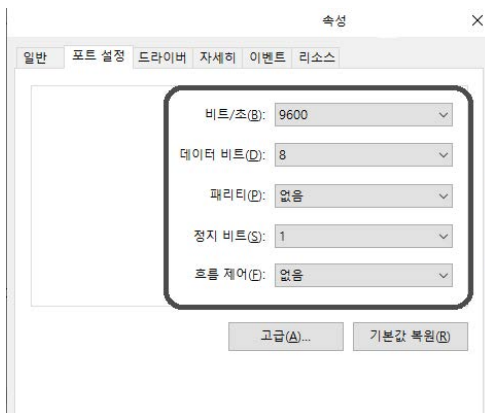 속성
일반 포트 설정 드라이버 자세히 이벤트 리소스
비트/초(B): 9600
데이터 비트(D): 8
패리티(P): 없음
정지 비트(S): 1
흐름 제어(F): 없음
고급(A)... 기본값 복원(R)